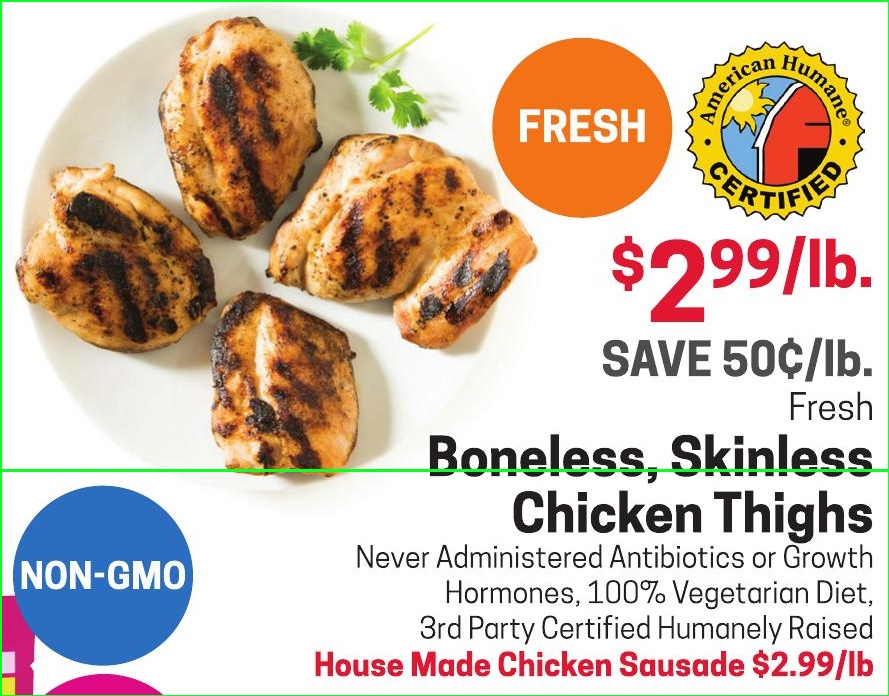 FRESH
American Humane®
CERTIFIED
$2.99/lb.
SAVE 50¢/lb.
Fresh
Boneless, Skinless
Chicken Thighs
NON-GMO
Never Administered Antibiotics or Growth
Hormones, 100% Vegetarian Diet,
3rd Party Certified Humanely Raised
House Made Chicken Sausade $2.99/lb